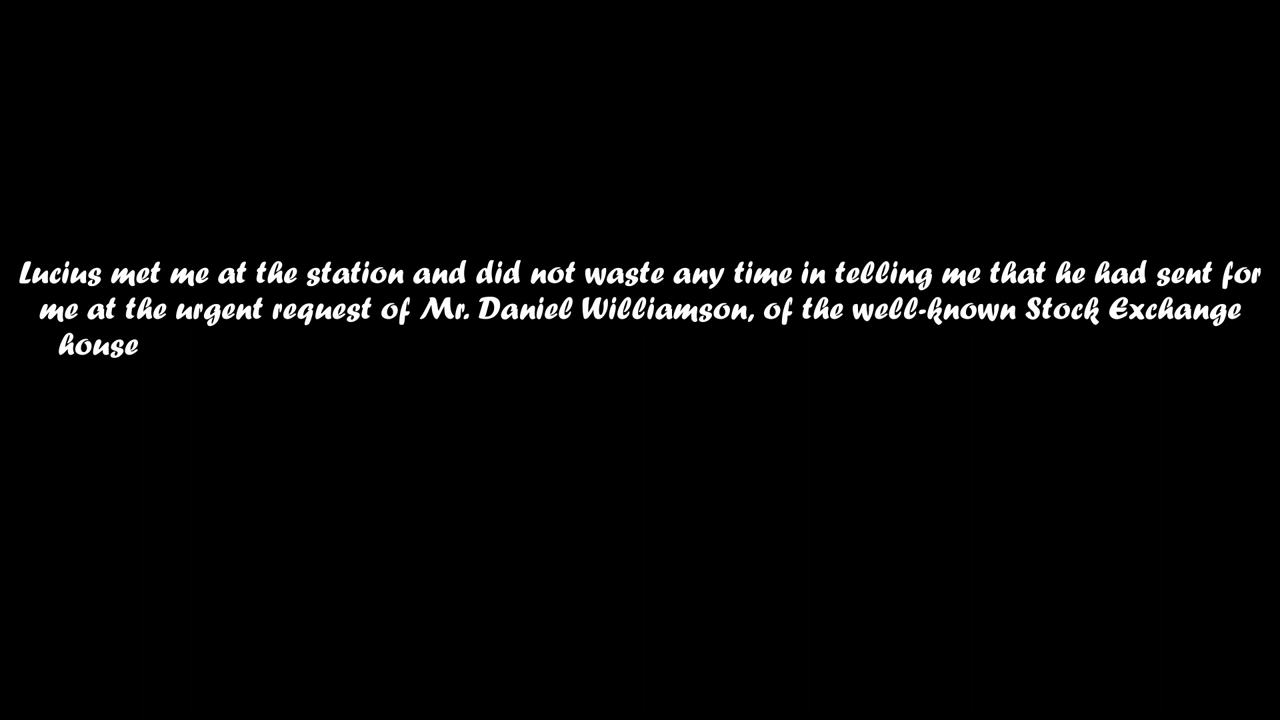 Lucius met me at the station and did not waste any time in telling me that he had sent for
me at the urgent request of Mr. Daniel Williamson, of the well-known Stock Exchange
house